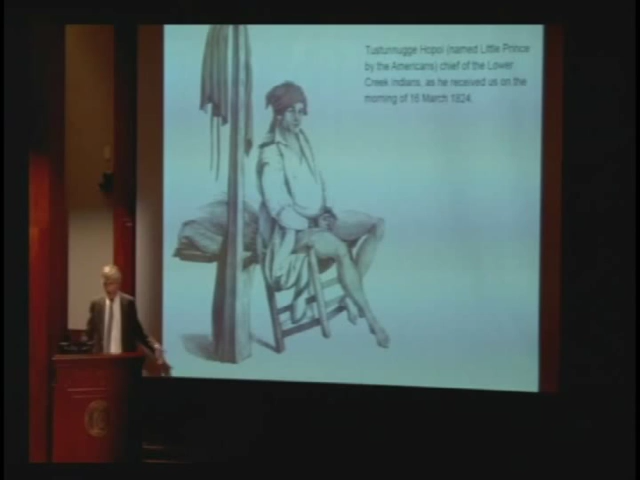 Tustunnugge Hopoi (named Little Prince
by the Americans) chief of the Lower
Creek Indians, as he received us on the
morning of 16 March 1824.